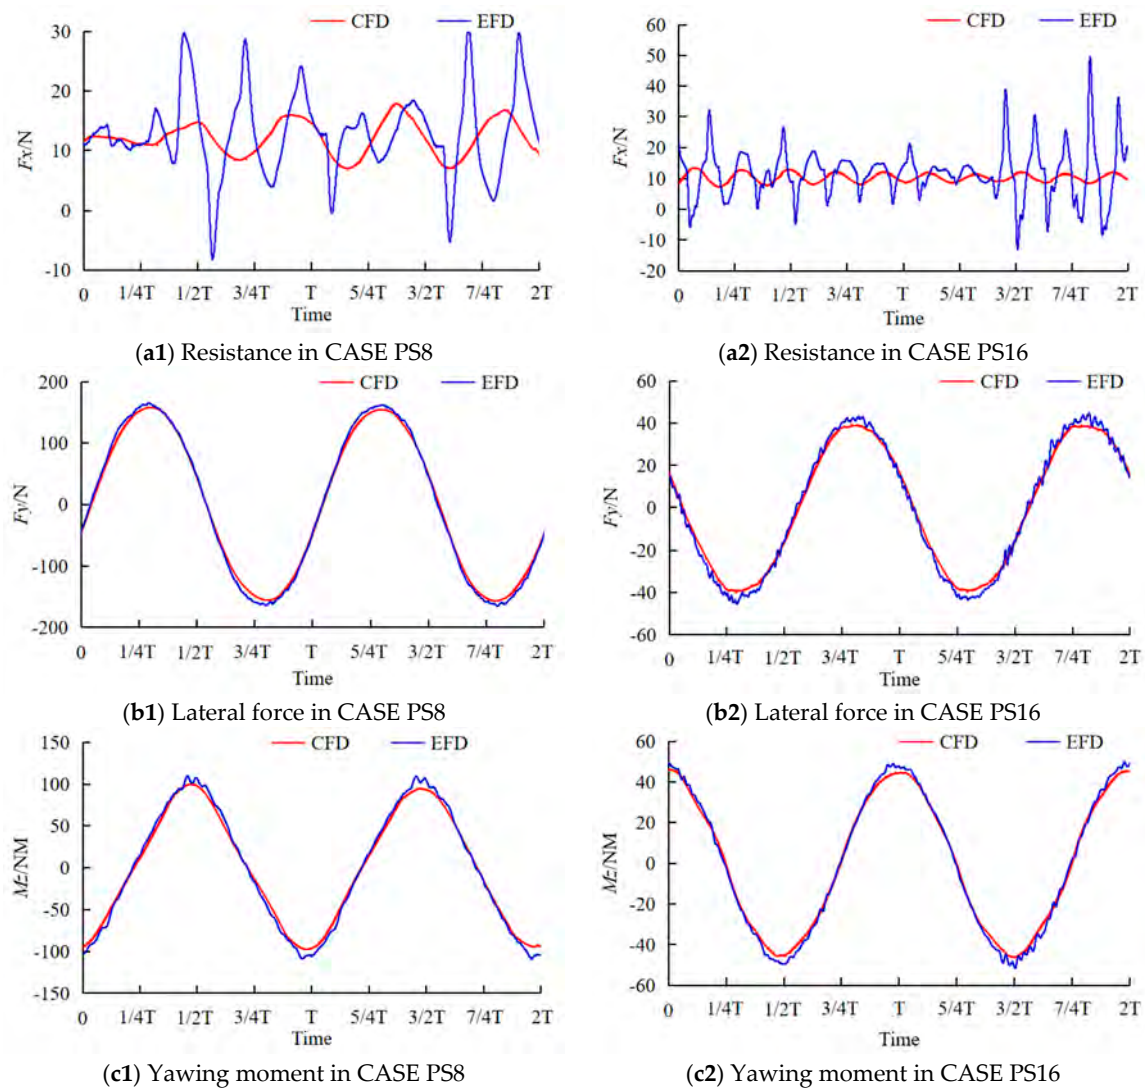 CFD EFD
30
20
10
0
-10
Fx/N
0 1/4T 1/2T 3/4T T 5/4T 3/2T 7/4T 2T
Time
(a1) Resistance in CASE PS8
CFD EFD
60
50
40
30
20
10
0
-10
-20
Fx/N
0 1/4T 1/2T 3/4T T 5/4T 3/2T 7/4T 2T
Time
(a2) Resistance in CASE PS16
CFD EFD
200
100
0
-100
-200
Fy/N
0 1/4T 1/2T 3/4T T 5/4T 3/2T 7/4T 2T
Time
(b1) Lateral force in CASE PS8
CFD EFD
60
40
20
0
-20
-40
-60
Fy/N
0 1/4T 1/2T 3/4T T 5/4T 3/2T 7/4T 2T
Time
(b2) Lateral force in CASE PS16
CFD EFD
150
100
50
0
-50
-100
-150
Mz/NM
0 1/4T 1/2T 3/4T T 5/4T 3/2T 7/4T 2T
Time
(c1) Yawing moment in CASE PS8
CFD EFD
60
40
20
0
-20
-40
-60
Mz/NM
0 1/4T 1/2T 3/4T T 5/4T 3/2T 7/4T 2T
Time
(c2) Yawing moment in CASE PS16